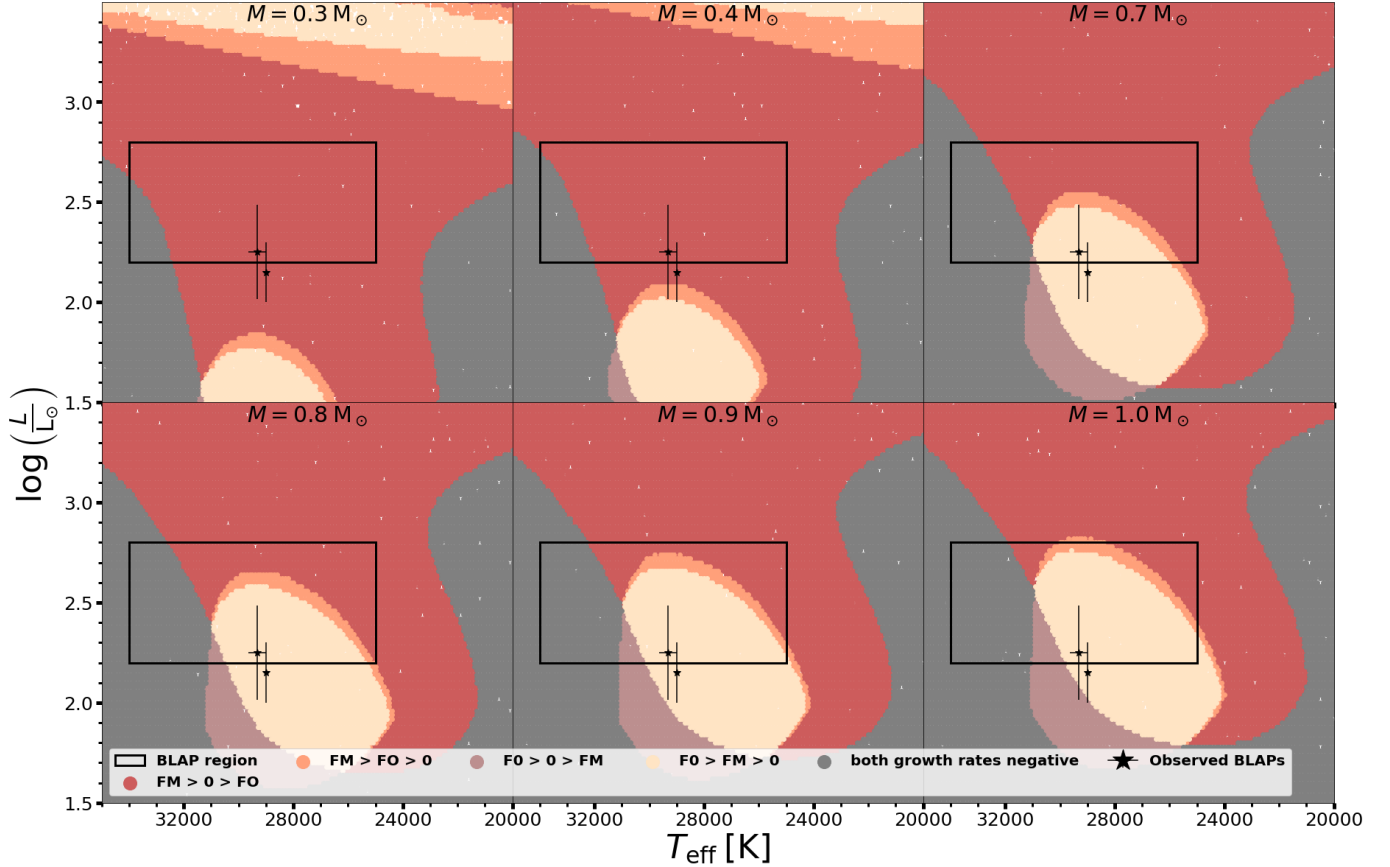 M = 0.3 M⊙ M = 0.4 M⊙ M = 0.7 M⊙
3.0
2.5
2.0
1.5
M = 0.8 M⊙ M = 0.9 M⊙ M = 1.0 M⊙
log (L/L⊙)
3.0
2.5
2.0
1.5
BLAP region FM > FO > 0 F0 > 0 > FM F0 > FM > 0 both growth rates negative Observed BLAPs
FM > 0 > FO
32000 28000 24000 20000 32000 28000 24000 20000 32000 28000 24000 20000
Teff [K]